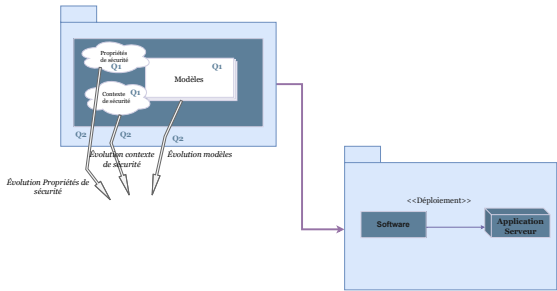 Propriétés
de sécurité
Q1
Q1
Modèles
Contexte
de sécurité
Q1
Q2
Q2
Q2
Évolution contexte
de sécurité
Évolution modèles
Évolution Propriétés de
sécurité
<<Déploiement>>
Software
Application
Serveur